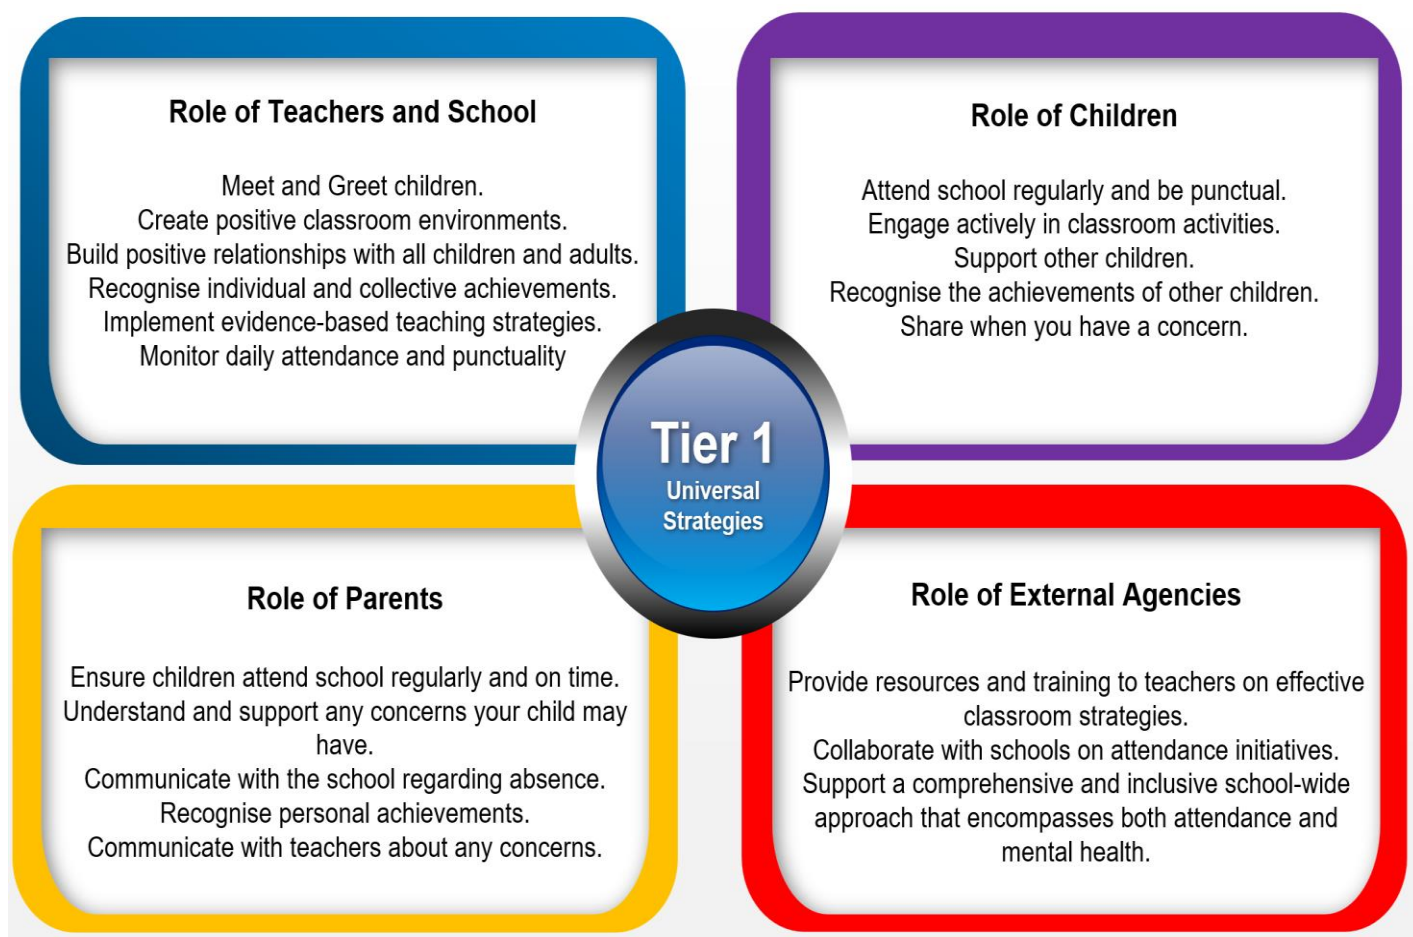 Role of Teachers and School
Meet and Greet children.
Create positive classroom environments.
Build positive relationships with all children and adults.
Recognise individual and collective achievements.
Implement evidence-based teaching strategies.
Monitor daily attendance and punctuality
Role of Children
Attend school regularly and be punctual.
Engage actively in classroom activities.
Support other children.
Recognise the achievements of other children.
Share when you have a concern.
Tier 1
Universal
Strategies
Role of Parents
Ensure children attend school regularly and on time.
Understand and support any concerns your child may
have.
Communicate with the school regarding absence.
Recognise personal achievements.
Communicate with teachers about any concerns.
Role of External Agencies
Provide resources and training to teachers on effective
classroom strategies.
Collaborate with schools on attendance initiatives.
Support a comprehensive and inclusive school-wide
approach that encompasses both attendance and
mental health.